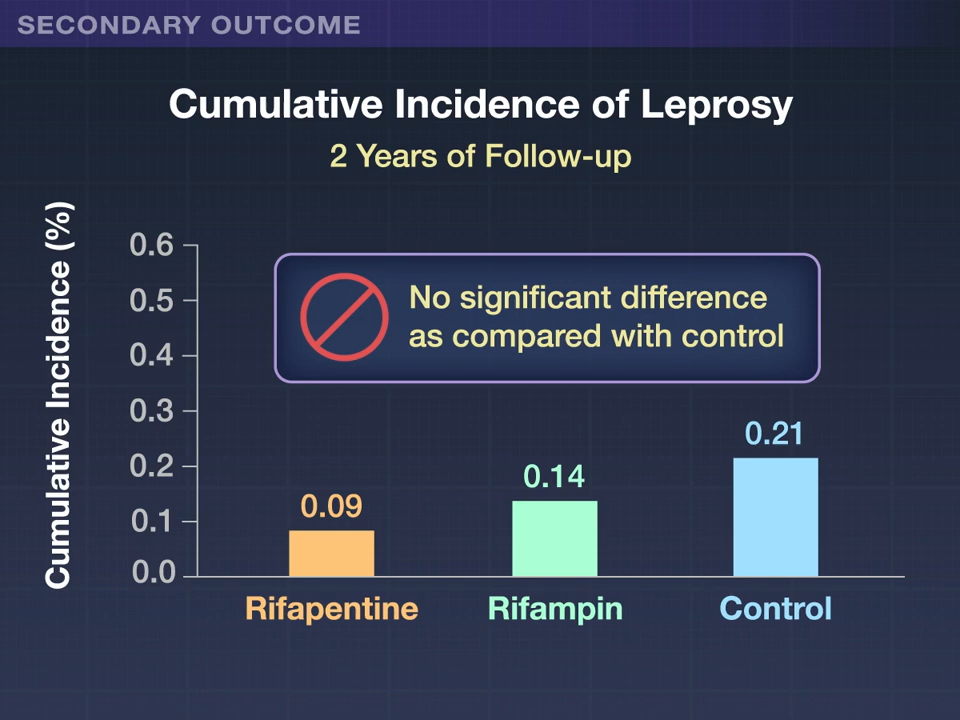 SECONDARY OUTCOME
Cumulative Incidence of Leprosy
2 Years of Follow-up
Cumulative Incidence (%)
0.6
0.5
0.4
0.3
0.2
0.1
0.0
No significant difference
as compared with control
0.09
0.14
0.21
Rifapentine
Rifampin
Control